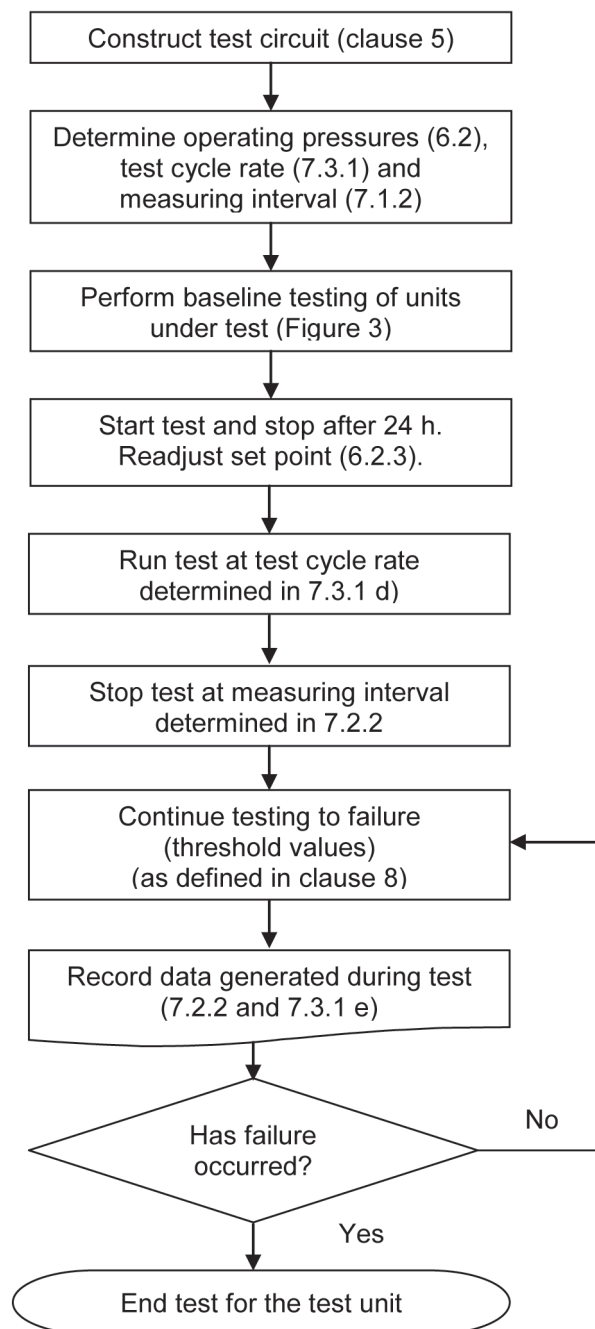 Construct test circuit (clause 5)
Determine operating pressures (6.2),
test cycle rate (7.3.1) and
measuring interval (7.1.2)
Perform baseline testing of units
under test (Figure 3)
Start test and stop after 24 h.
Readjust set point (6.2.3).
Run test at test cycle rate
determined in 7.3.1 d)
Stop test at measuring interval
determined in 7.2.2
Continue testing to failure
(threshold values)
(as defined in clause 8)
Record data generated during test
(7.2.2 and 7.3.1 e)
Has failure
occurred?
No
Yes
End test for the test unit